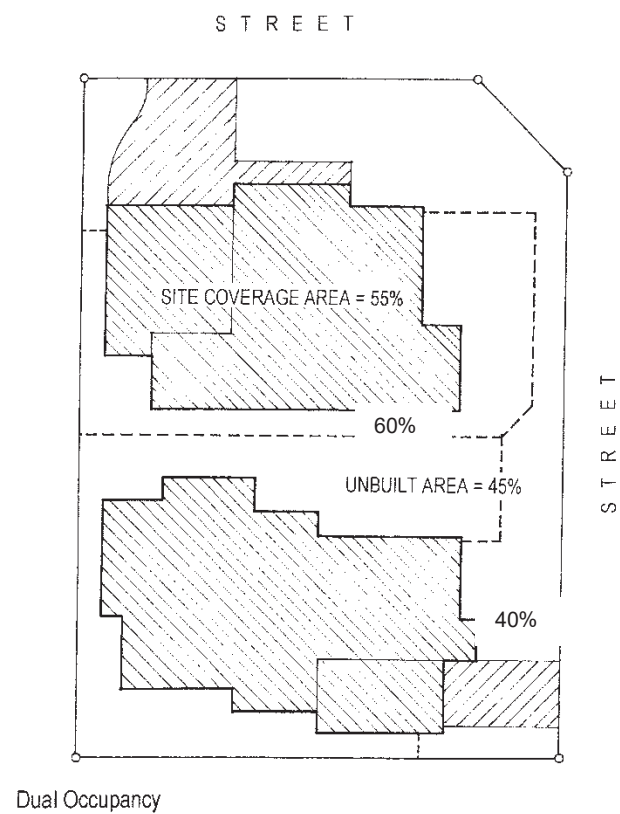 STREET
SITE COVERAGE AREA = 55%
60%
STREET
UNBUILT AREA = 45%
40%
Dual Occupancy